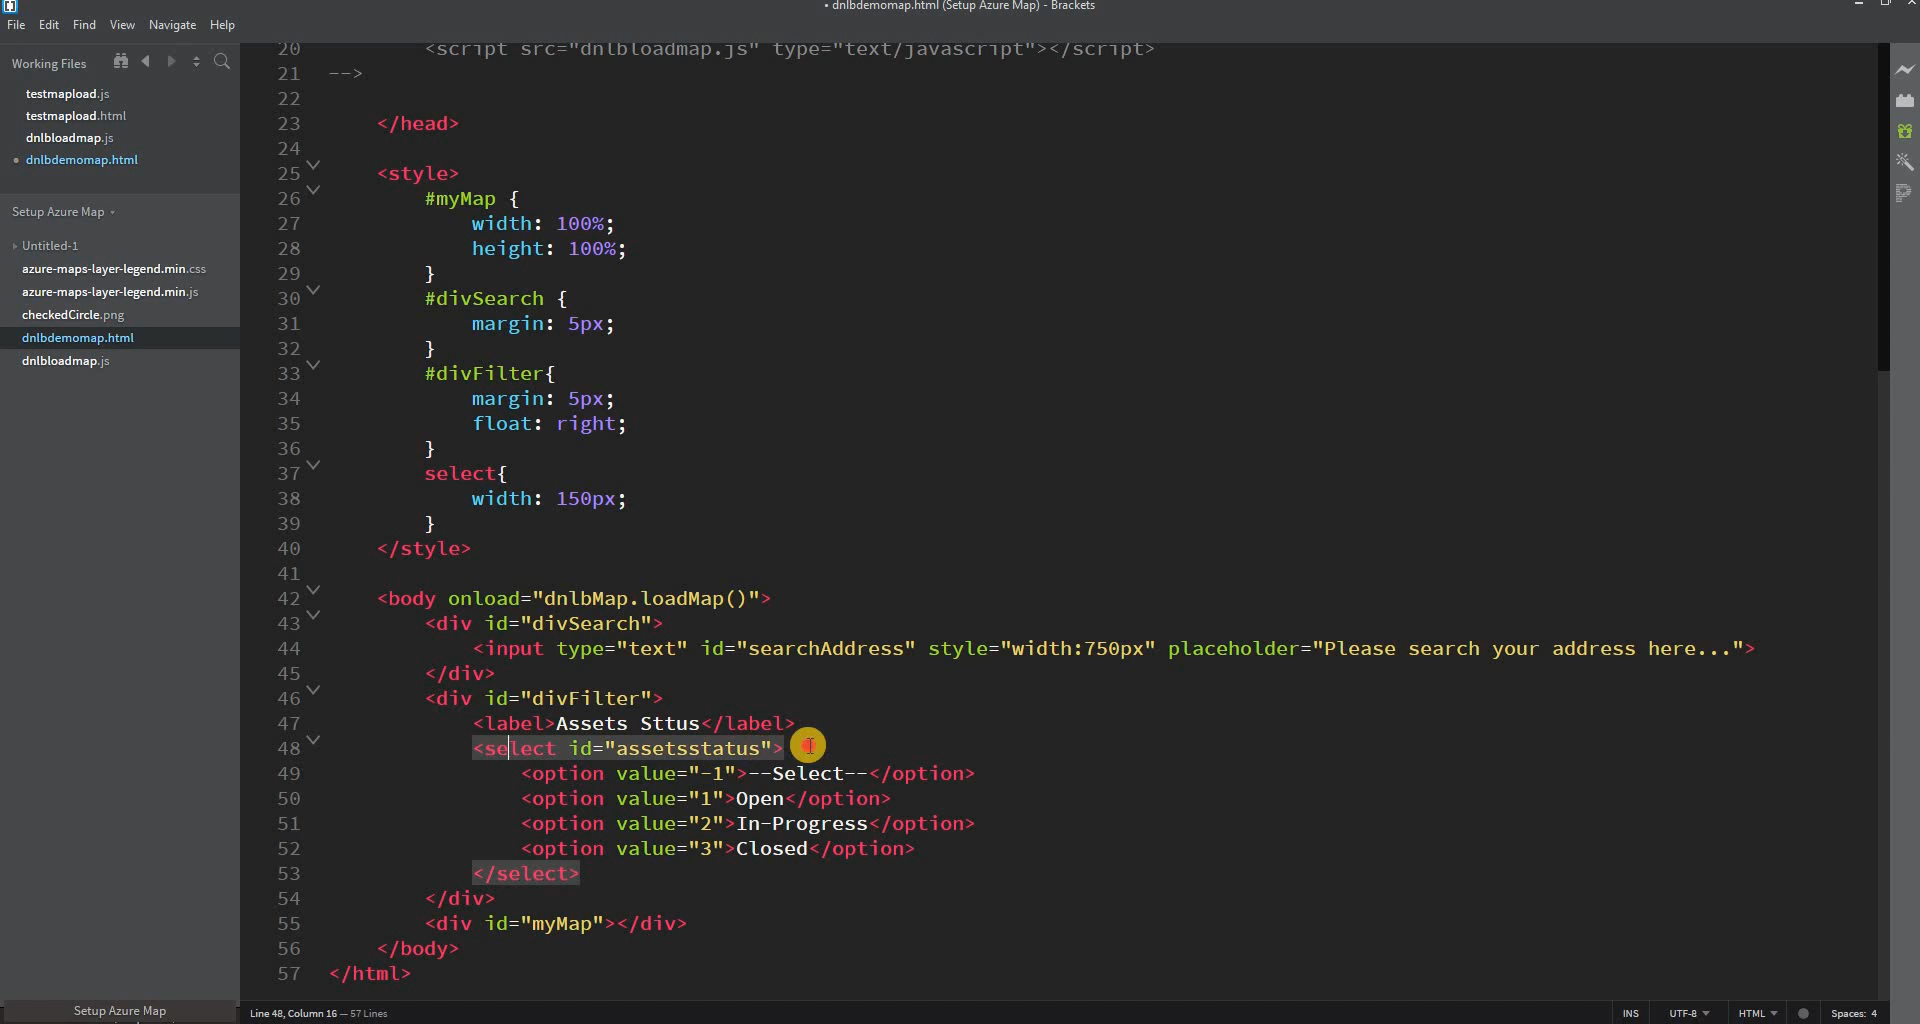 • dnlbdemomap.html (Setup Azure Map) - Brackets
File Edit Find View Navigate Help
Working Files
testmapload.js
testmapload.html
dnlbloadmap.js
• dnlbdemomap.html
Setup Azure Map
Untitled-1
azure-maps-layer-legend.min.css
azure-maps-layer-legend.min.js
checkedCircle.png
dnlbdemomap.html
dnlbloadmap.js
20 <script src="dnlbloadmap.js" type="text/javascript"></script>
21 -->
22
23 </head>
24
25 <style>
26 #myMap {
27 width: 100%;
28 height: 100%;
29 }
30 #divSearch {
31 margin: 5px;
32 }
33 #divFilter{
34 margin: 5px;
35 float: right;
36 }
37 select{
38 width: 150px;
39 }
40 </style>
41
42 <body onload="dnlbMap.loadMap()">
43 <div id="divSearch">
44 <input type="text" id="searchAddress" style="width:750px" placeholder="Please search your address here...">
45 </div>
46 <div id="divFilter">
47 <label>Assets Sttus</label>
48 <select id="assetsstatus">
49 <option value="-1">--Select--</option>
50 <option value="1">Open</option>
51 <option value="2">In-Progress</option>
52 <option value="3">Closed</option>
53 </select>
54 </div>
55 <div id="myMap"></div>
56 </body>
57 </html>
Setup Azure Map
Line 48, Column 16 — 57 Lines
INS UTF-8 HTML Spaces: 4